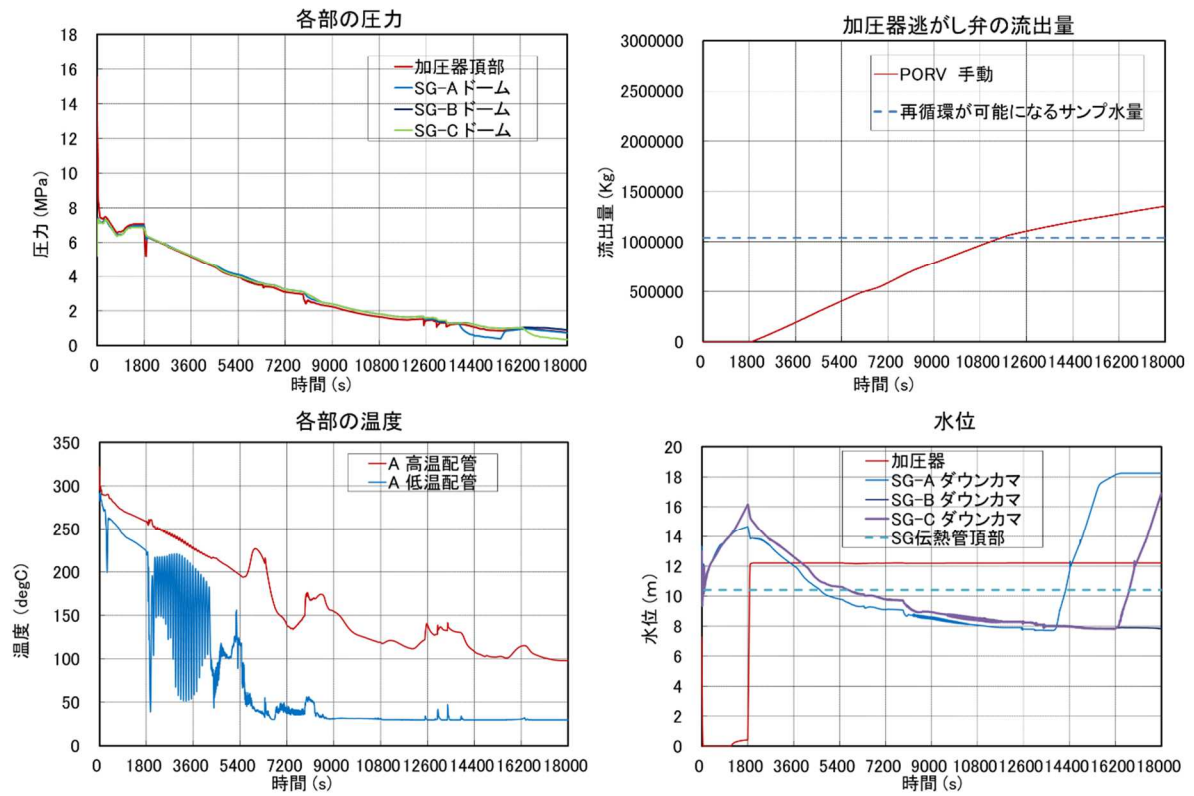 各部の圧力
18
16
14
12
10
8
6
4
2
0
圧力 (MPa)
加圧器頂部
SG-A ドーム
SG-B ドーム
SG-C ドーム
0 1800 3600 5400 7200 9000 10800 12600 14400 16200 18000
時間 (s)
加圧器逃がし弁の流出量
3000000
2500000
2000000
1500000
1000000
500000
0
流出量 (Kg)
PORV 手動
再循環が可能になるサンプ水量
0 1800 3600 5400 7200 9000 10800 12600 14400 16200 18000
時間 (s)
各部の温度
350
300
250
200
150
100
50
0
温度 (degC)
A 高温配管
A 低温配管
0 1800 3600 5400 7200 9000 10800 12600 14400 16200 18000
時間 (s)
水位
20
18
16
14
12
10
8
6
4
2
0
水位 (m)
加圧器
SG-A ダウンカマ
SG-B ダウンカマ
SG-C ダウンカマ
SG伝熱管頂部
0 1800 3600 5400 7200 9000 10800 12600 14400 16200 18000
時間 (s)